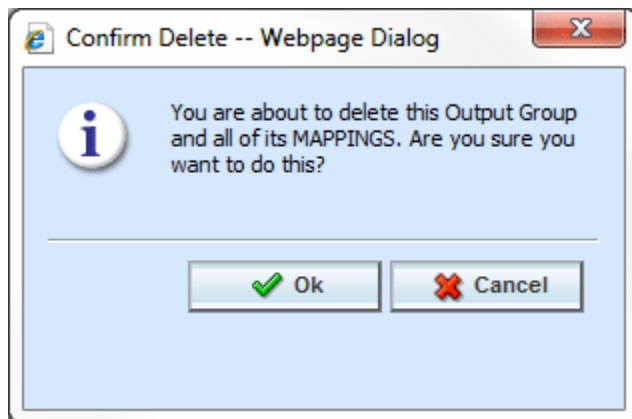 Confirm Delete -- Webpage Dialog
You are about to delete this Output Group
and all of its MAPPINGS. Are you sure you
want to do this?
Ok
Cancel